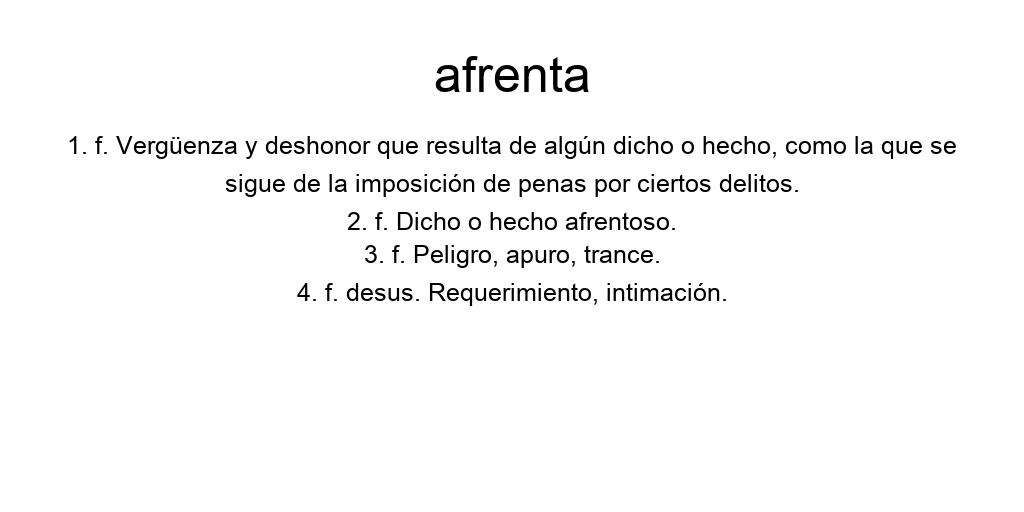 afrenta
1. f. Vergüenza y deshonor que resulta de algún dicho o hecho, como la que se
sigue de la imposición de penas por ciertos delitos.
2. f. Dicho o hecho afrentoso.
3. f. Peligro, apuro, trance.
4. f. desus. Requerimiento, intimación.